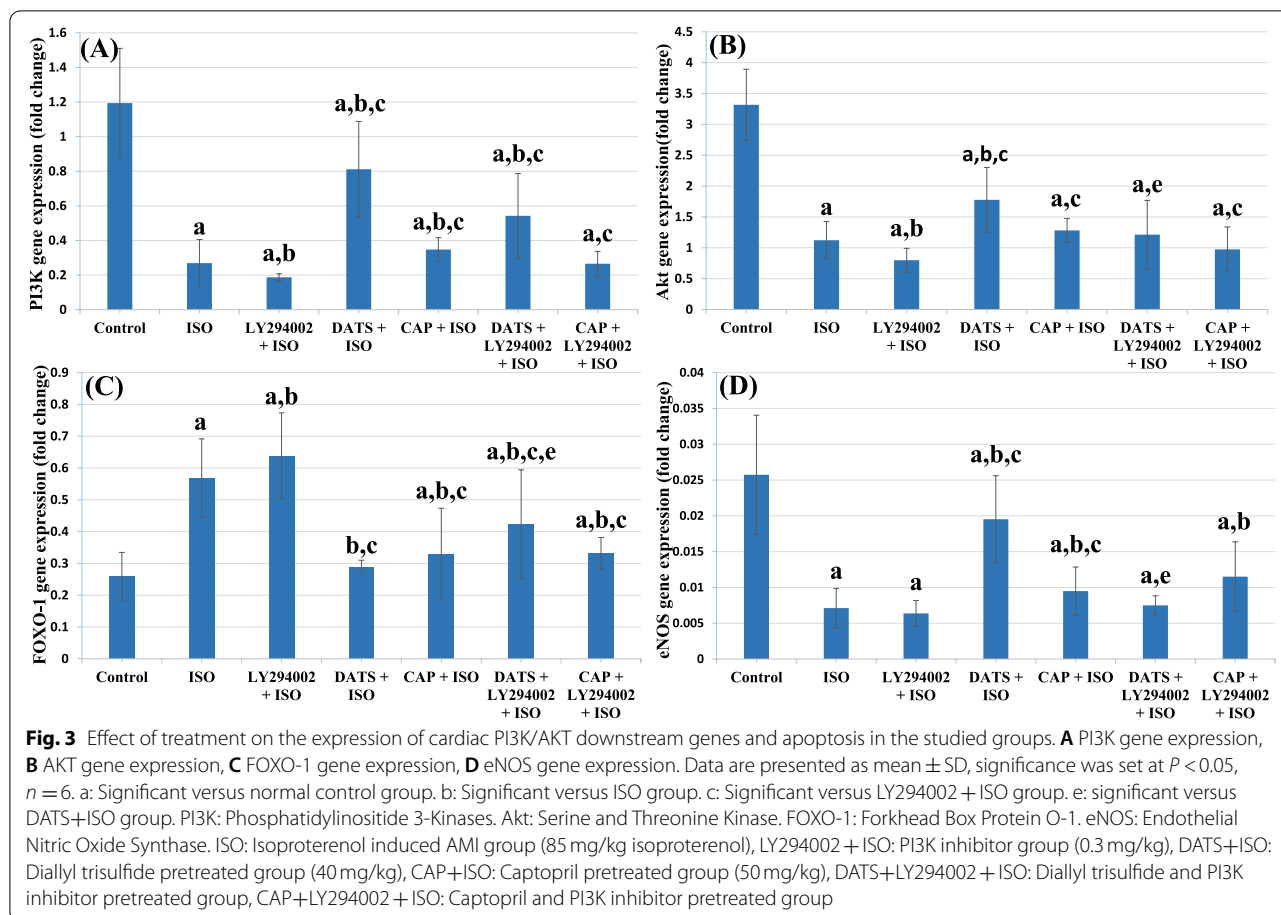 (A)
PI3K gene expression (fold change)
1.6
1.4
1.2
1
0.8
0.6
0.4
0.2
0
a
a,b
a,b,c
a,b,c
a,b,c
a,c
Control
ISO
LY294002
+ ISO
DATS +
ISO
CAP + ISO
DATS +
LY294002
+ ISO
CAP +
LY294002
+ ISO
(B)
Akt gene expression(fold change)
4.5
4
3.5
3
2.5
2
1.5
1
0.5
0
a
a,b
a,b,c
a,c
a,e
a,c
Control
ISO
LY294002
+ ISO
DATS +
ISO
CAP + ISO
DATS +
LY294002
+ ISO
CAP +
LY294002
+ ISO
(C)
FOXO-1 gene expression (fold change)
0.9
0.8
0.7
0.6
0.5
0.4
0.3
0.2
0.1
0
a
a,b
b,c
a,b,c
a,b,c,e
a,b,c
Control
ISO
LY294002
+ ISO
DATS +
ISO
CAP + ISO
DATS +
LY294002
+ ISO
CAP +
LY294002
+ ISO
(D)
eNOS gene expression (fold change)
0.04
0.035
0.03
0.025
0.02
0.015
0.01
0.005
0
a
a
a,b,c
a,b,c
a,e
a,b
Control
ISO
LY294002
+ ISO
DATS +
ISO
CAP + ISO
DATS +
LY294002
+ ISO
CAP +
LY294002
+ ISO
Fig. 3 Effect of treatment on the expression of cardiac PI3K/AKT downstream genes and apoptosis in the studied groups. A PI3K gene expression,
B AKT gene expression, C FOXO-1 gene expression, D eNOS gene expression. Data are presented as mean ± SD, significance was set at P < 0.05,
n = 6. a: Significant versus normal control group. b: Significant versus ISO group. c: Significant versus LY294002 + ISO group. e: significant versus
DATS+ISO group. PI3K: Phosphatidylinositide 3-Kinases. Akt: Serine and Threonine Kinase. FOXO-1: Forkhead Box Protein O-1. eNOS: Endothelial
Nitric Oxide Synthase. ISO: Isoproterenol induced AMI group (85 mg/kg isoproterenol), LY294002 + ISO: PI3K inhibitor group (0.3 mg/kg), DATS+ISO:
Diallyl trisulfide pretreated group (40 mg/kg), CAP+ISO: Captopril pretreated group (50 mg/kg), DATS+LY294002 + ISO: Diallyl trisulfide and PI3K
inhibitor pretreated group, CAP+LY294002 + ISO: Captopril and PI3K inhibitor pretreated group